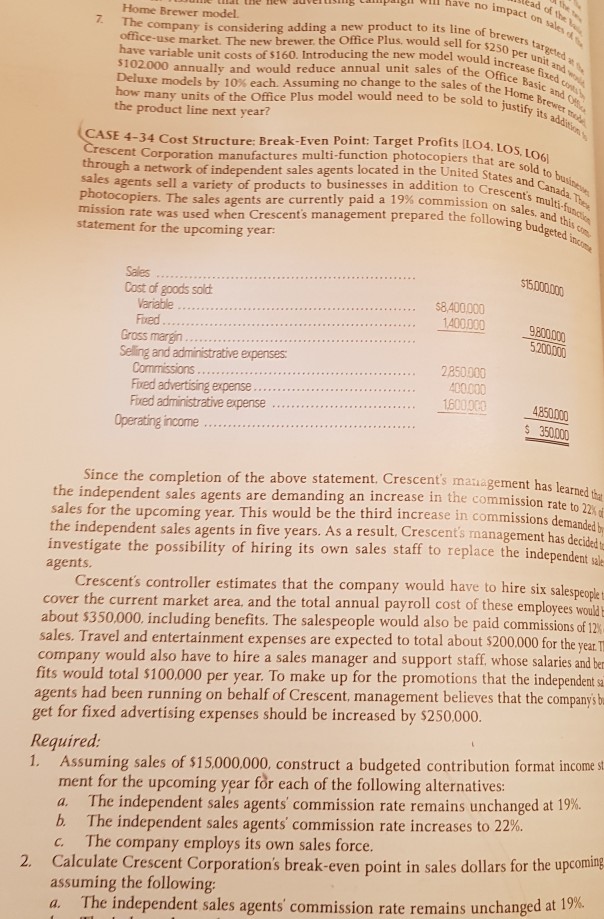 Home Brewer model.
7. The company is considering adding a new product to its line of brewers targeted at
office-use market. The new brewer, the Office Plus, would sell for $250 per unit and
have variable unit costs of $160. Introducing the new model would increase fixed costs
$102.000 annually and would reduce annual unit sales of the Office Basic and
Deluxe models by 10% each. Assuming no change to the sales of the Home Brewer model
how many units of the Office Plus model would need to be sold to justify its addition
the product line next year?
CASE 4-34 Cost Structure; Break-Even Point; Target Profits [LO4, LO5, LO6]
Crescent Corporation manufactures multi-function photocopiers that are sold to businesses
through a network of independent sales agents located in the United States and Canada. These
sales agents sell a variety of products to businesses in addition to Crescent's multi-function
photocopiers. The sales agents are currently paid a 19% commission on sales, and this com-
mission rate was used when Crescent's management prepared the following budgeted income
statement for the upcoming year:
Sales ........ $15,000,000
Cost of goods sold:
Variable ........ $8,400,000
Fixed ........ 1,400,000 9,800,000
Gross margin ........ 5,200,000
Selling and administrative expenses:
Commissions ........ 2,850,000
Fixed advertising expense ........ 400,000
Fixed administrative expense ........ 1,600,000 4,850,000
Operating income ........ $ 350,000
Since the completion of the above statement, Crescent's management has learned that
the independent sales agents are demanding an increase in the commission rate to 22% of
sales for the upcoming year. This would be the third increase in commissions demanded by
the independent sales agents in five years. As a result, Crescent's management has decided to
investigate the possibility of hiring its own sales staff to replace the independent sale
agents.
Crescent's controller estimates that the company would have to hire six salespeople t
cover the current market area, and the total annual payroll cost of these employees would b
about $350,000, including benefits. The salespeople would also be paid commissions of 12%
sales. Travel and entertainment expenses are expected to total about $200,000 for the year. T
company would also have to hire a sales manager and support staff, whose salaries and ben
fits would total $100,000 per year. To make up for the promotions that the independent sa
agents had been running on behalf of Crescent, management believes that the company's bu
get for fixed advertising expenses should be increased by $250,000.
Required:
1. Assuming sales of $15,000,000, construct a budgeted contribution format income st
ment for the upcoming year for each of the following alternatives:
a. The independent sales agents' commission rate remains unchanged at 19%.
b. The independent sales agents' commission rate increases to 22%.
c. The company employs its own sales force.
2. Calculate Crescent Corporation's break-even point in sales dollars for the upcoming
assuming the following:
a. The independent sales agents' commission rate remains unchanged at 19%.